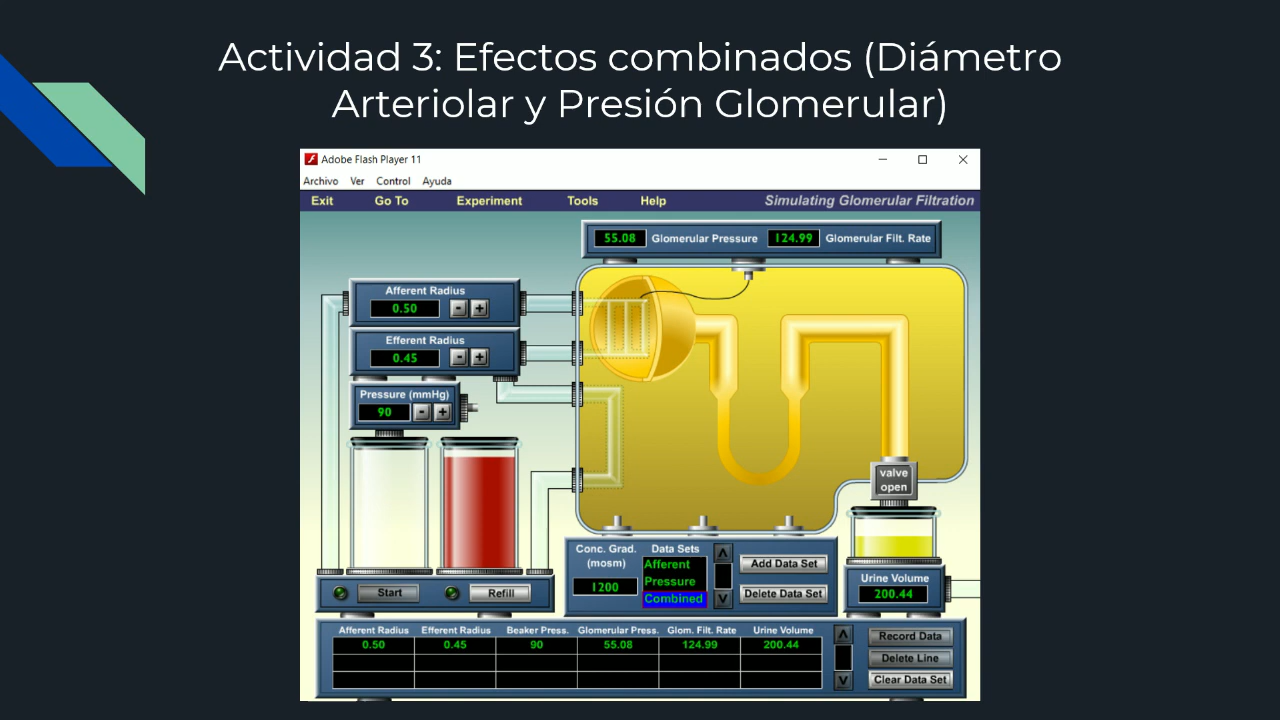 Actividad 3: Efectos combinados (Diámetro
Arteriolar y Presión Glomerular)
Adobe Flash Player 11
Archivo Ver Control Ayuda
Exit Go To Experiment Tools Help Simulating Glomerular Filtration
55.08 Glomerular Pressure 124.99 Glomerular Filt. Rate
Afferent Radius
0.50 - +
Efferent Radius
0.45 - +
Pressure (mmHg)
90 - +
valve
open
Conc. Grad.
(mosm)
1200
Data Sets
Afferent
Pressure
Combined
Add Data Set
Delete Data Set
Urine Volume
200.44
Start Refill
Afferent Radius Efferent Radius Beaker Press. Glomerular Press. Glom. Filt. Rate Urine Volume
0.50 0.45 90 55.08 124.99 200.44
Record Data
Delete Line
Clear Data Set